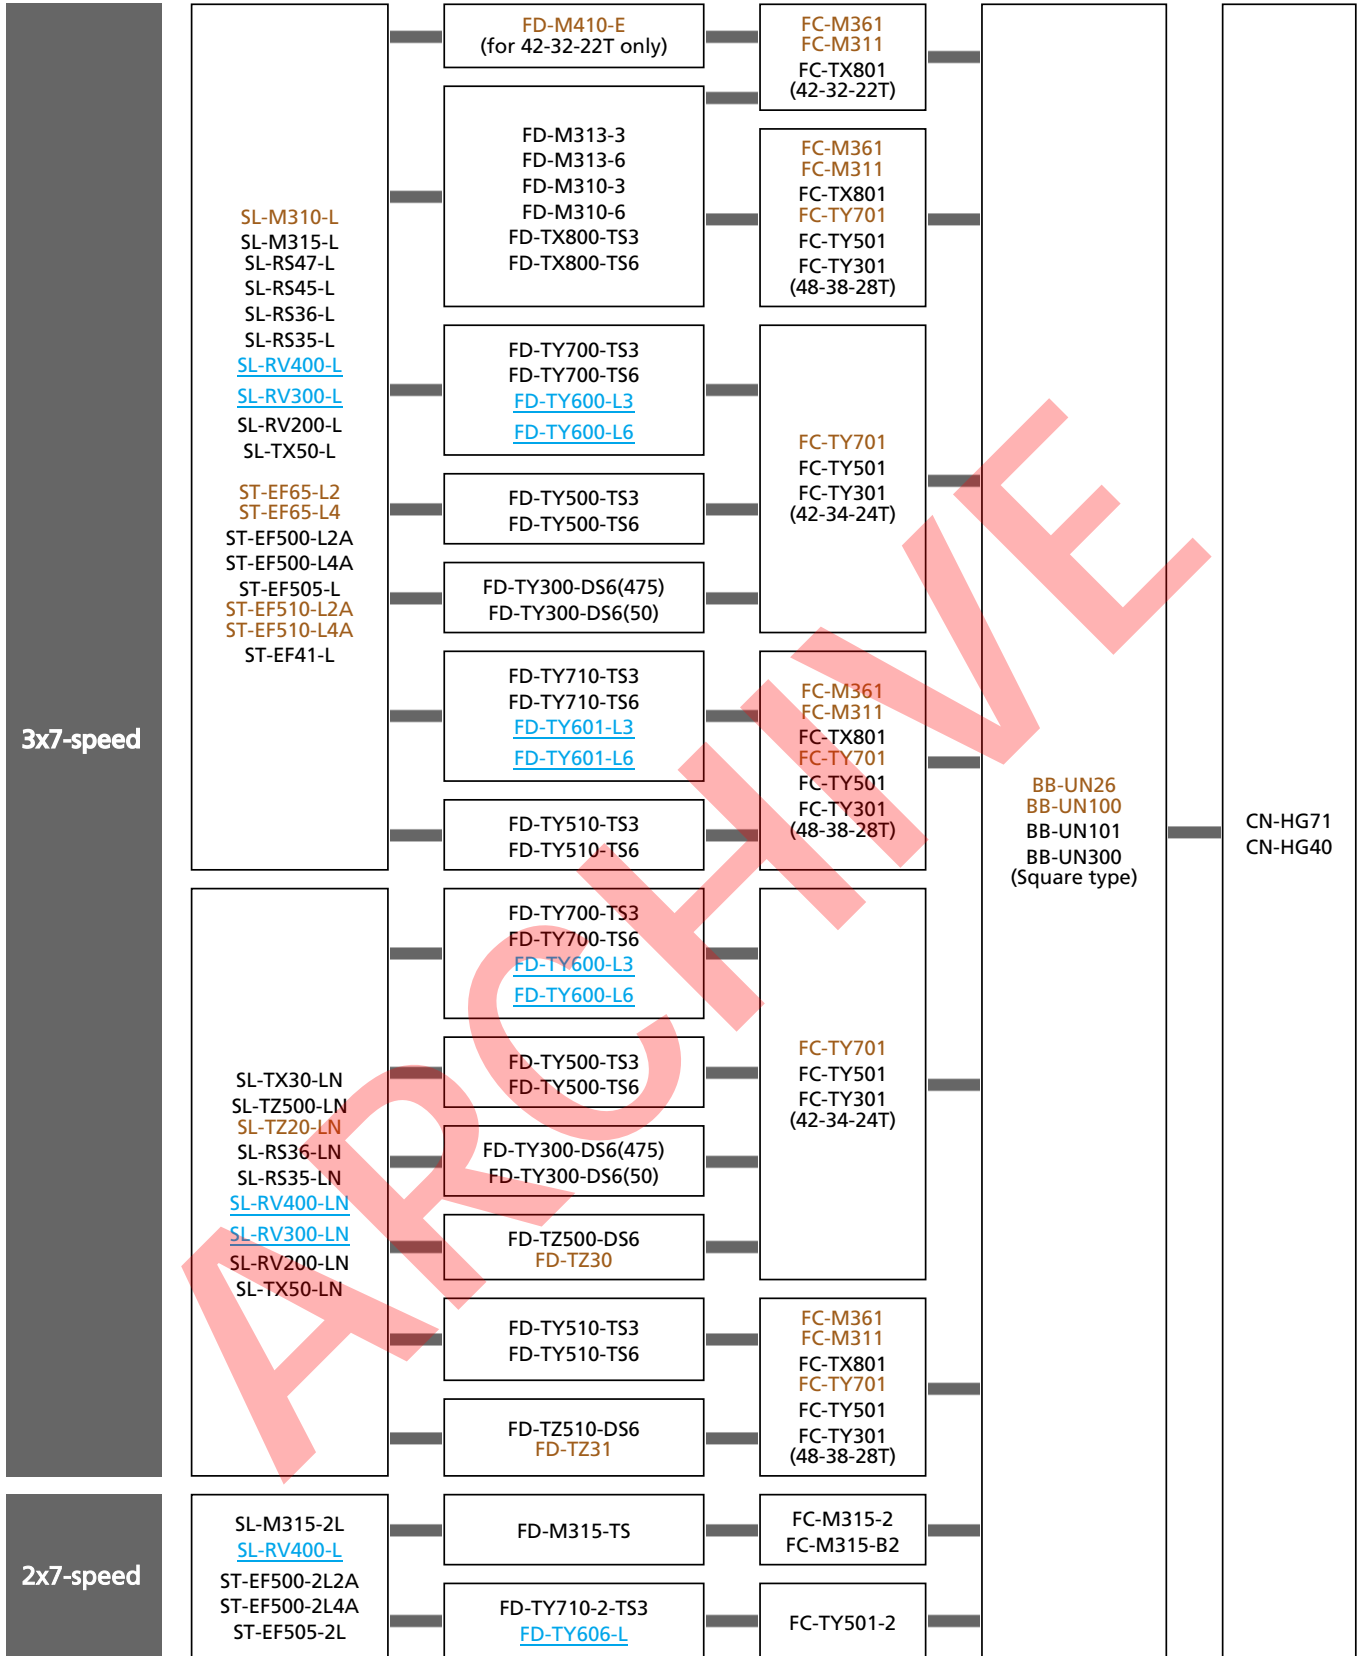 3x7-speed
SL-M310-L
SL-M315-L
SL-RS47-L
SL-RS45-L
SL-RS36-L
SL-RS35-L
SL-RV400-L
SL-RV300-L
SL-RV200-L
SL-TX50-L
ST-EF65-L2
ST-EF65-L4
ST-EF500-L2A
ST-EF500-L4A
ST-EF505-L
ST-EF510-L2A
ST-EF510-L4A
ST-EF41-L
FD-M410-E
(for 42-32-22T only)
FD-M313-3
FD-M313-6
FD-M310-3
FD-M310-6
FD-TX800-TS3
FD-TX800-TS6
FD-TY700-TS3
FD-TY700-TS6
FD-TY600-L3
FD-TY600-L6
FD-TY500-TS3
FD-TY500-TS6
FD-TY300-DS6(475)
FD-TY300-DS6(50)
FD-TY710-TS3
FD-TY710-TS6
FD-TY601-L3
FD-TY601-L6
FD-TY510-TS3
FD-TY510-TS6
FC-M361
FC-M311
FC-TX801
(42-32-22T)
FC-M361
FC-M311
FC-TX801
FC-TY701
FC-TY501
FC-TY301
(48-38-28T)
FC-TY701
FC-TY501
FC-TY301
(42-34-24T)
FC-M361
FC-M311
FC-TX801
FC-TY701
FC-TY501
FC-TY301
(48-38-28T)
SL-TX30-LN
SL-TZ500-LN
SL-TZ20-LN
SL-RS36-LN
SL-RS35-LN
SL-RV400-LN
SL-RV300-LN
SL-RV200-LN
SL-TX50-LN
FD-TY700-TS3
FD-TY700-TS6
FD-TY600-L3
FD-TY600-L6
FD-TY500-TS3
FD-TY500-TS6
FD-TY300-DS6(475)
FD-TY300-DS6(50)
FD-TZ500-DS6
FD-TZ30
FD-TY510-TS3
FD-TY510-TS6
FD-TZ510-DS6
FD-TZ31
FC-TY701
FC-TY501
FC-TY301
(42-34-24T)
FC-M361
FC-M311
FC-TX801
FC-TY701
FC-TY501
FC-TY301
(48-38-28T)
2x7-speed
SL-M315-2L
SL-RV400-L
ST-EF500-2L2A
ST-EF500-2L4A
ST-EF505-2L
FD-M315-TS
FD-TY710-2-TS3
FD-TY606-L
FC-M315-2
FC-M315-B2
FC-TY501-2
BB-UN26
BB-UN100
BB-UN101
BB-UN300
(Square type)
CN-HG71
CN-HG40
ARCHIVE